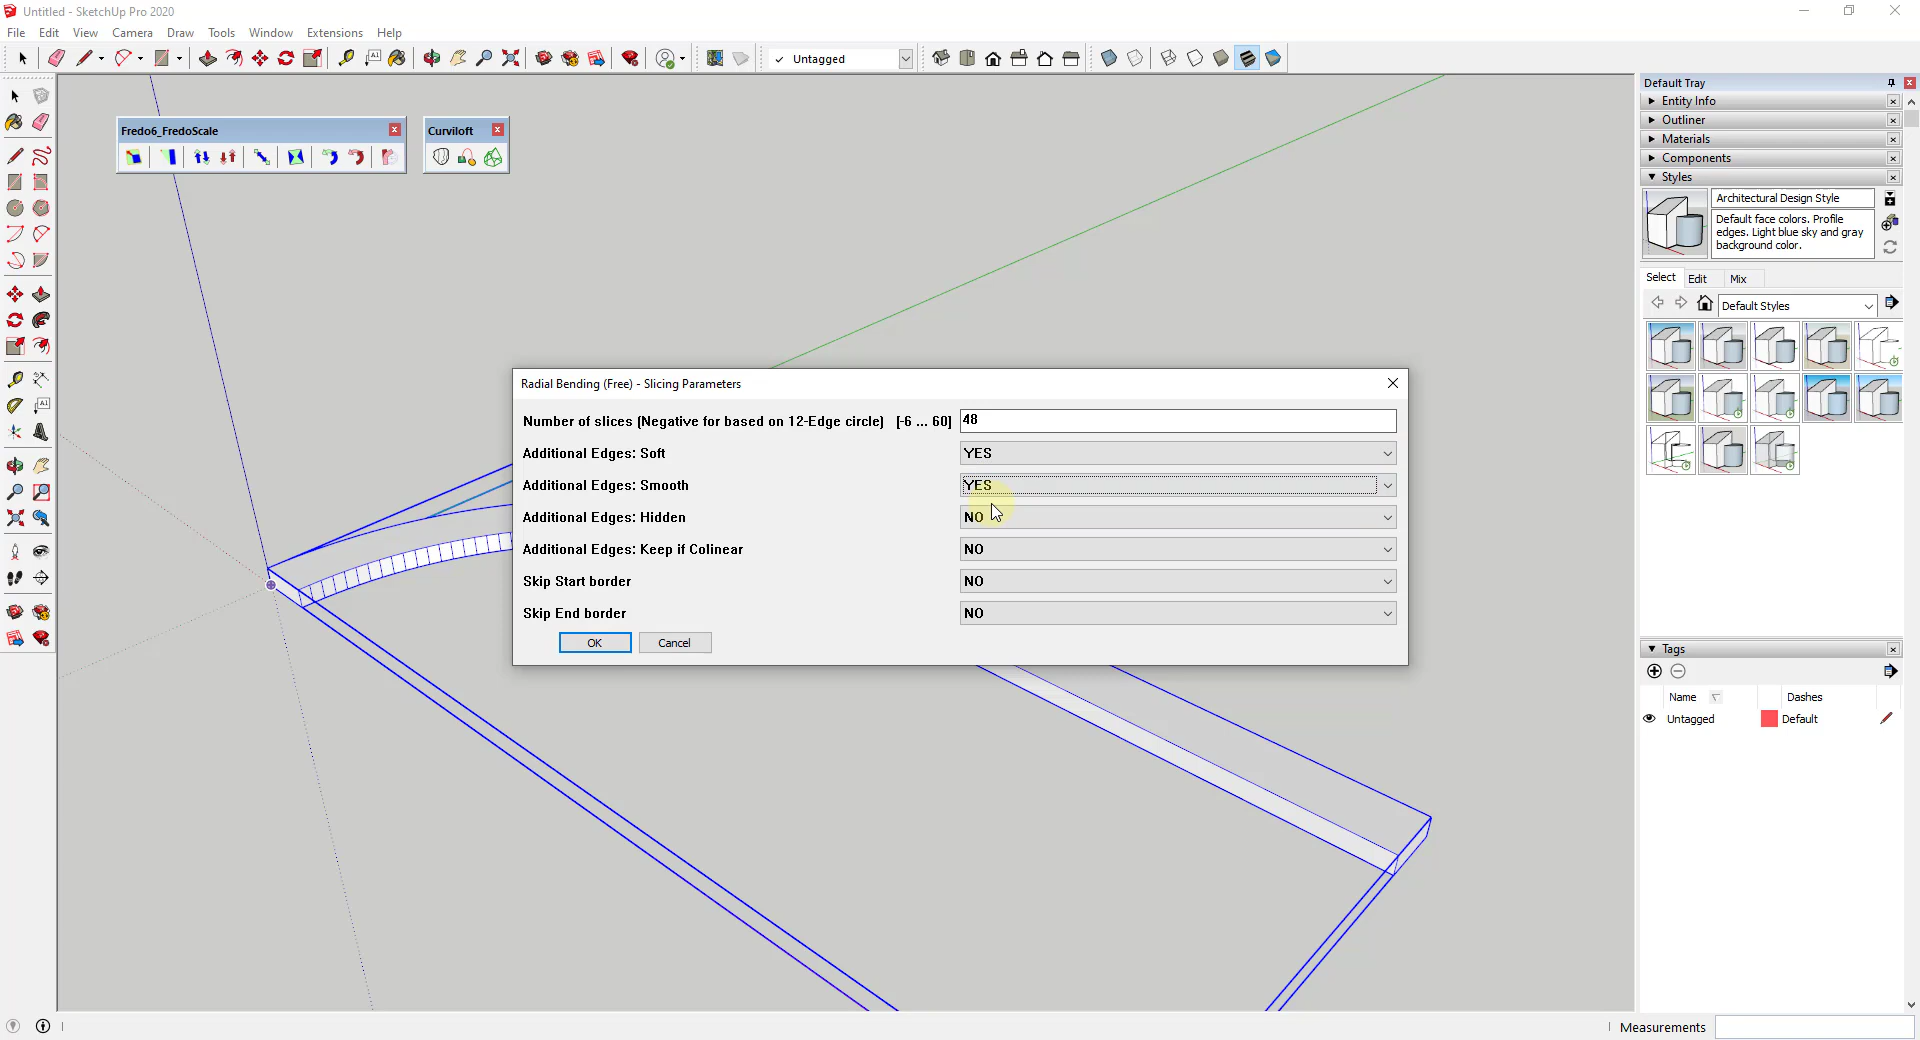 Untitled - SketchUp Pro 2020
File Edit View Camera Draw Tools Window Extensions Help
Untagged
Default Tray
Entity Info
Outliner
Materials
Components
Styles
Architectural Design Style
Default face colors. Profile
edges. Light blue sky and gray
background color.
Select Edit Mix
Default Styles
Fredo6_FredoScale
Curviloft
Radial Bending (Free) - Slicing Parameters
Number of slices (Negative for based on 12-Edge circle) [-6 ... 60] 48
Additional Edges: Soft YES
Additional Edges: Smooth YES
Additional Edges: Hidden NO
Additional Edges: Keep if Colinear NO
Skip Start border NO
Skip End border NO
OK Cancel
Tags
Name Dashes
Untagged Default
Measurements